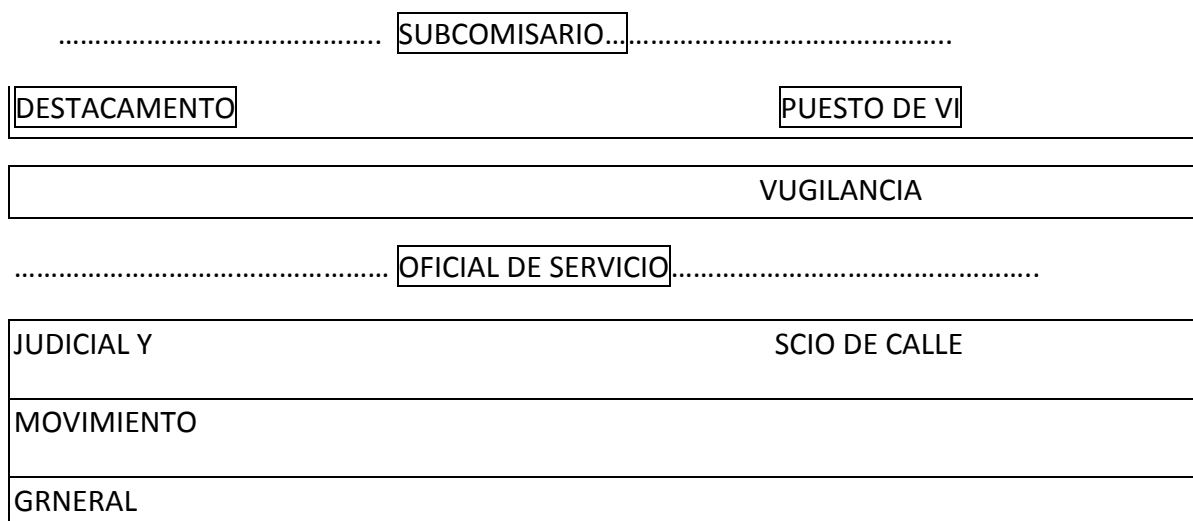 …………………………………….. SUBCOMISARIO……………………………………….
DESTACAMENTO PUESTO DE VI
VUGILANCIA
…………………………………………… OFICIAL DE SERVICIO…………………………………………..
JUDICIAL Y SCIO DE CALLE
MOVIMIENTO
GRNERAL